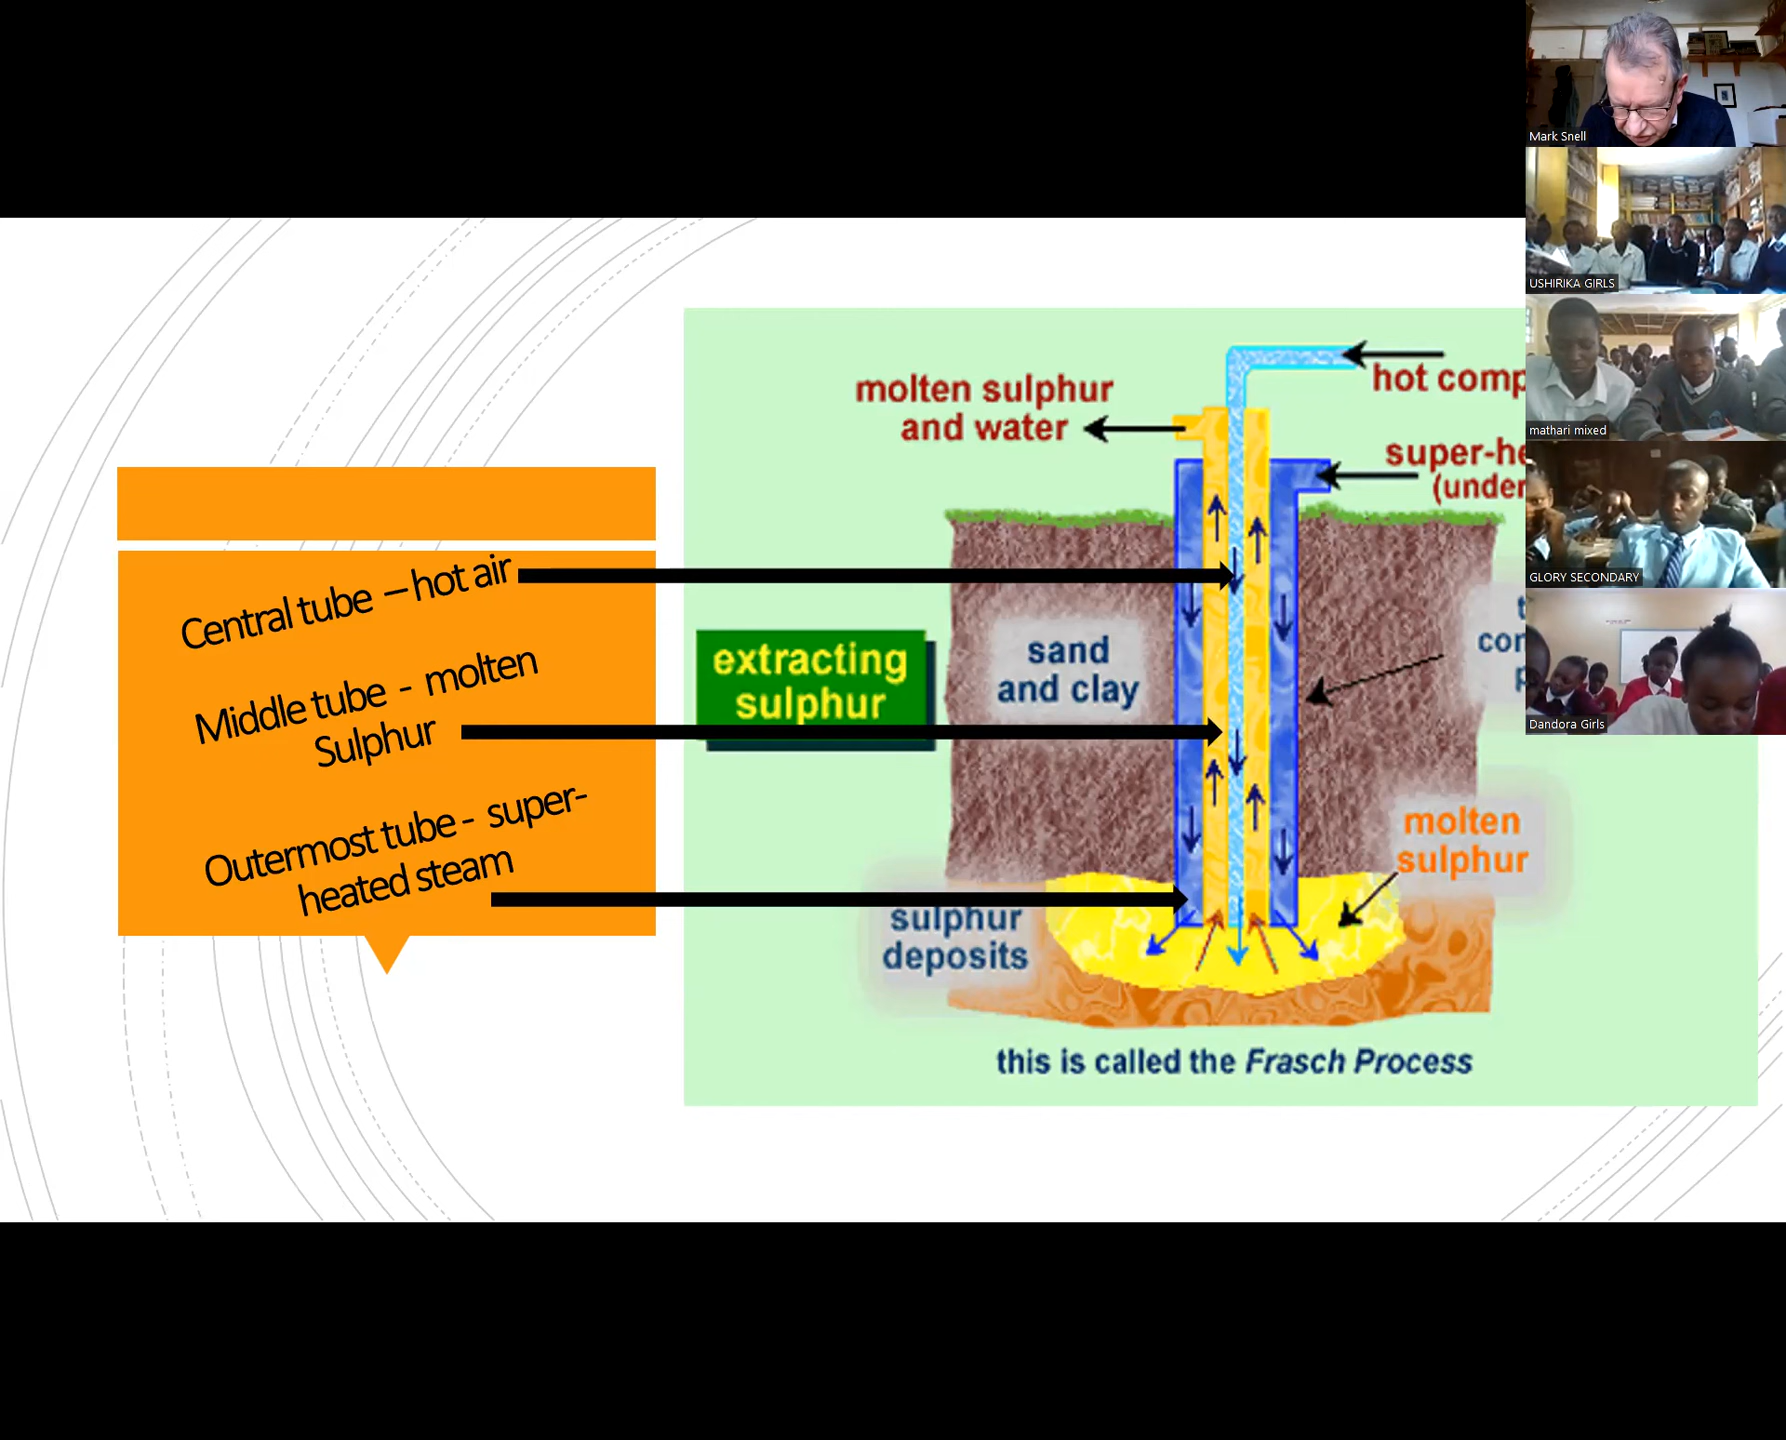 Central tube – hot air
Middle tube - molten
Sulphur
Outermost tube - super-
heated steam
molten sulphur
and water
hot comp
super-he
(under
extracting
sulphur
sand
and clay
t
con
p
molten
sulphur
sulphur
deposits
this is called the Frasch Process
Mark Snell
USHIRIKA GIRLS
mathari mixed
GLORY SECONDARY
Dandora Girls